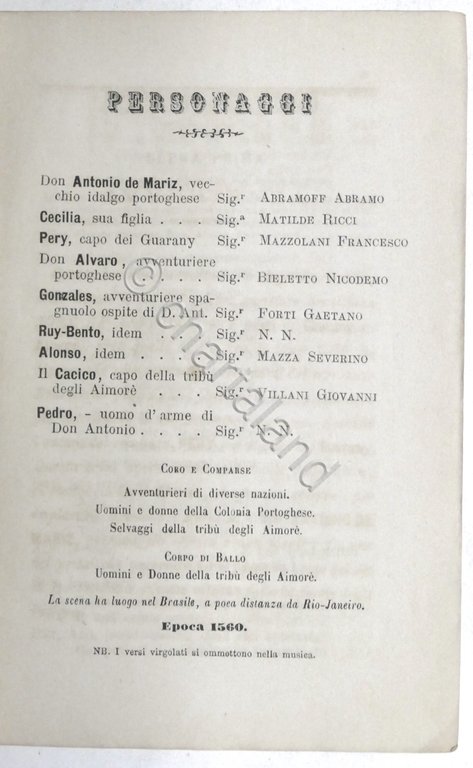 PERSONAGGI
Don Antonio de Mariz, vec-
chio idalgo portoghese Sig.r ABRAMOFF ABRAMO
Cecilia, sua figlia . . . Sig.a MATILDE RICCI
Pery, capo dei Guarany Sig.r MAZZOLANI FRANCESCO
Don Alvaro, avventuriere
portoghese . . . . Sig.r BIELETTO NICODEMO
Gonzales, avventuriere spa-
gnuolo ospite di D. Ant. Sig.r FORTI GAETANO
Ruy-Bento, idem . . . Sig.r N. N.
Alonso, idem . . . . Sig.r MAZZA SEVERINO
Il Cacico, capo della tribù
degli Aimorè . . . Sig.r VILLANI GIOVANNI
Pedro, - uomo d'arme di
Don Antonio . . . . Sig.r N. N.
CORO E COMPARSE
Avventurieri di diverse nazioni.
Uomini e donne della Colonia Portoghese.
Selvaggi della tribù degli Aimorè.
CORPO DI BALLO
Uomini e Donne della tribù degli Aimorè.
La scena ha luogo nel Brasile, a poca distanza da Rio-Janeiro.
Epoca 1560.
NB. I versi virgolati si ommettono nella musica.
© chartaland